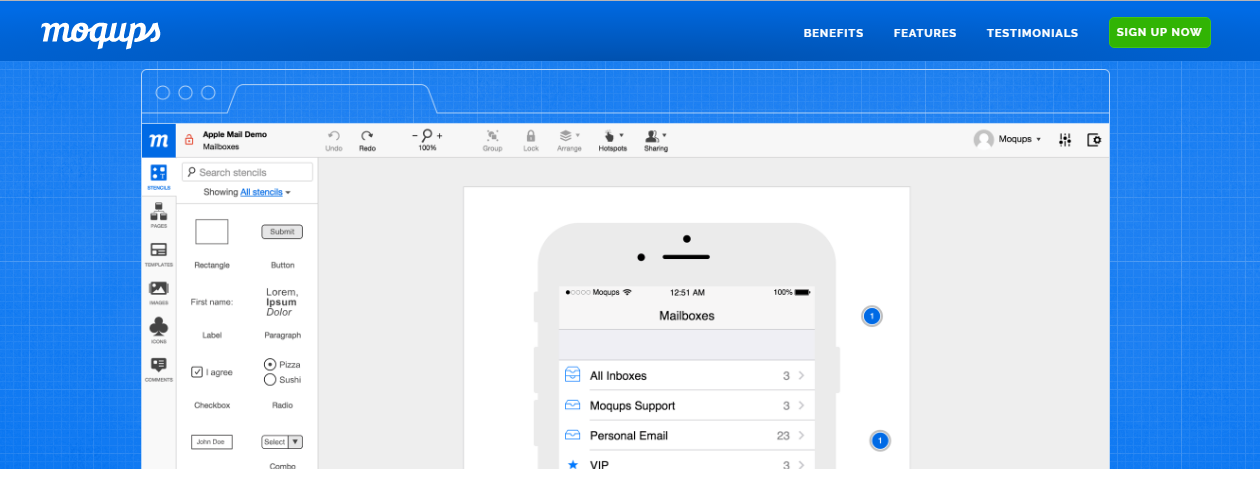 moqups
BENEFITS FEATURES TESTIMONIALS SIGN UP NOW
m
Apple Mail Demo
Mailboxes
Undo Redo
− +
100%
Group Lock Arrange Hotspots Sharing
Moqups
STENCILS
PAGES
TEMPLATES
IMAGES
ICONS
COMMENTS
Search stencils
Showing All stencils
Submit
Rectangle Button
First name:
Lorem,
Ipsum
Dolor
Label Paragraph
I agree
Pizza
Sushi
Checkbox Radio
John Doe Select
Combo
Moqups 12:51 AM 100%
Mailboxes
1
All Inboxes 3
Moqups Support 3
Personal Email 23
1
VIP 3